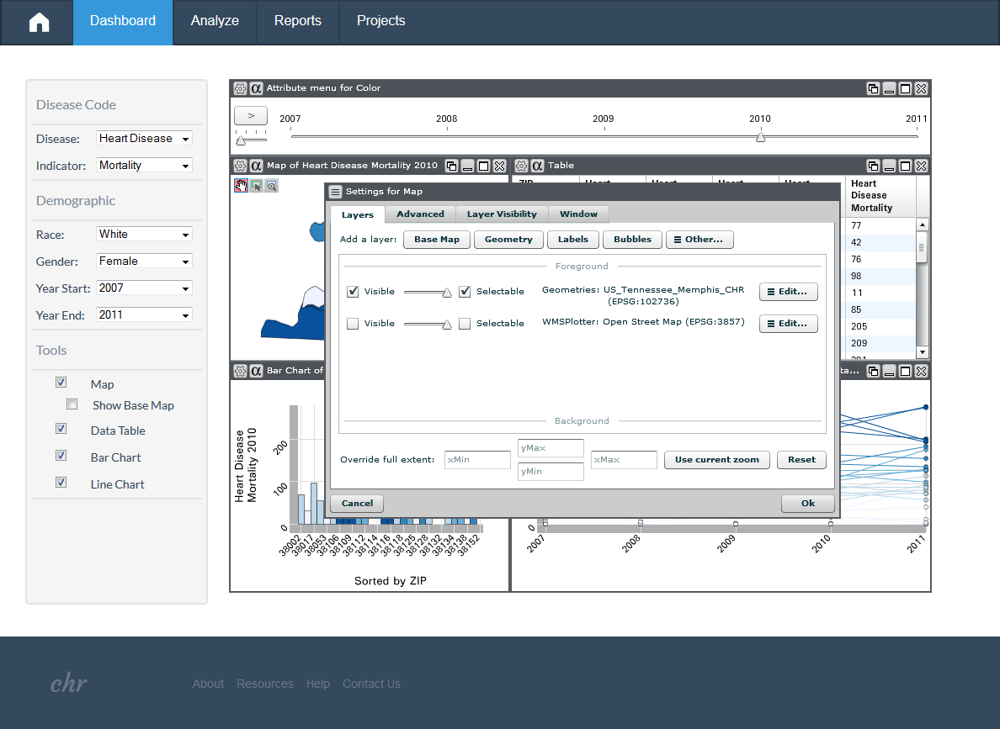 Dashboard Analyze Reports Projects
Disease Code
Disease: Heart Disease
Indicator: Mortality
Demographic
Race: White
Gender: Female
Year Start: 2007
Year End: 2011
Tools
Map
Show Base Map
Data Table
Bar Chart
Line Chart
α Attribute menu for Color
>
2007 2008 2009 2010 2011
α Map of Heart Disease Mortality 2010
α Table
Heart
Disease
Mortality
77
42
76
98
11
85
205
209
Settings for Map
Layers Advanced Layer Visibility Window
Add a layer: Base Map Geometry Labels Bubbles Other...
Foreground
Visible Selectable Geometries: US_Tennessee_Memphis_CHR
(EPSG:102736) Edit...
Visible Selectable WMSPlotter: Open Street Map (EPSG:3857) Edit...
Background
Override full extent: xMin yMax yMin xMax Use current zoom Reset
Cancel Ok
α Bar Chart of
ta...
Heart Disease
Mortality 2010
200
100
0
38002 38017 38053 38106 38109 38112 38114 38116 38118 38125 38128 38132 38134 38138 38152
Sorted by ZIP
0
2007 2008 2009 2010 2011
chr
About Resources Help Contact Us